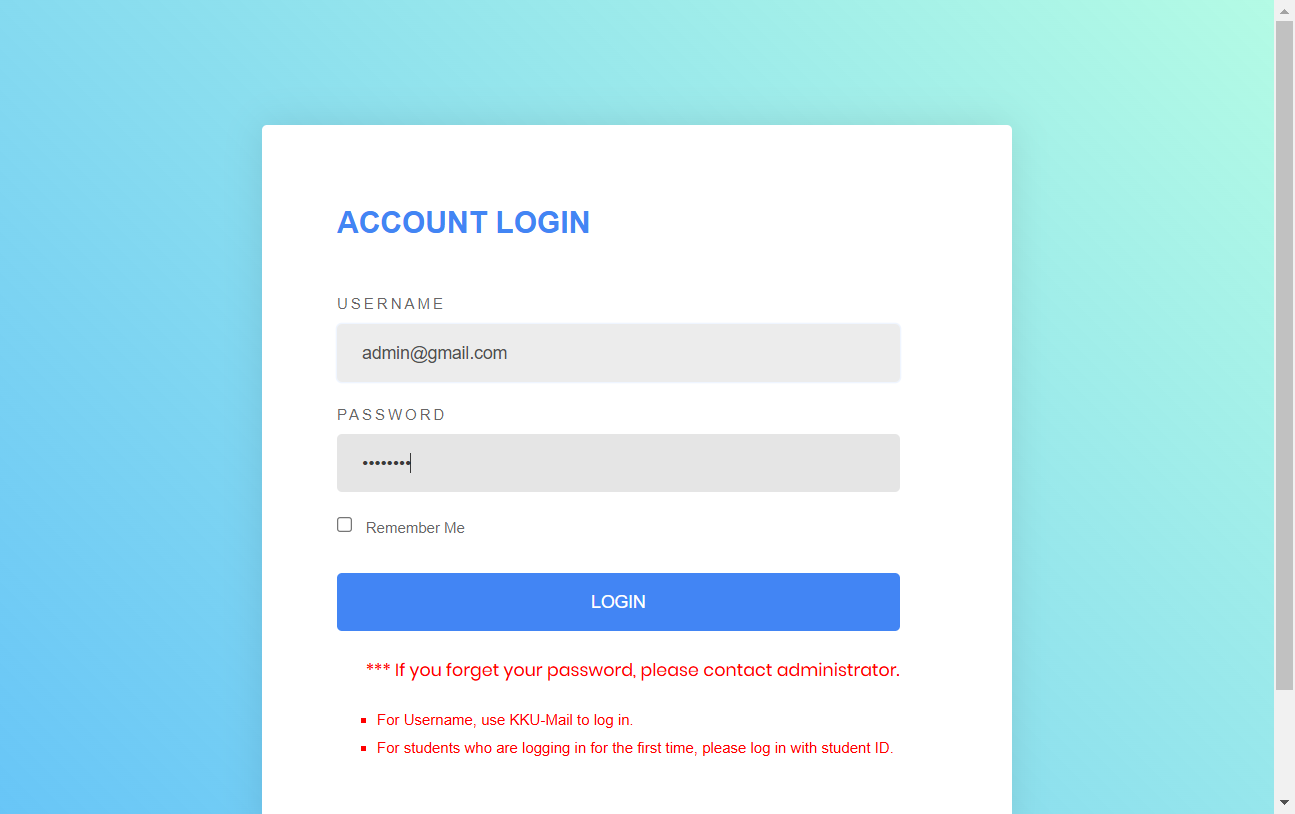 ACCOUNT LOGIN
USERNAME
admin@gmail.com
PASSWORD
••••••••
Remember Me
LOGIN
*** If you forget your password, please contact administrator.
For Username, use KKU-Mail to log in.
For students who are logging in for the first time, please log in with student ID.